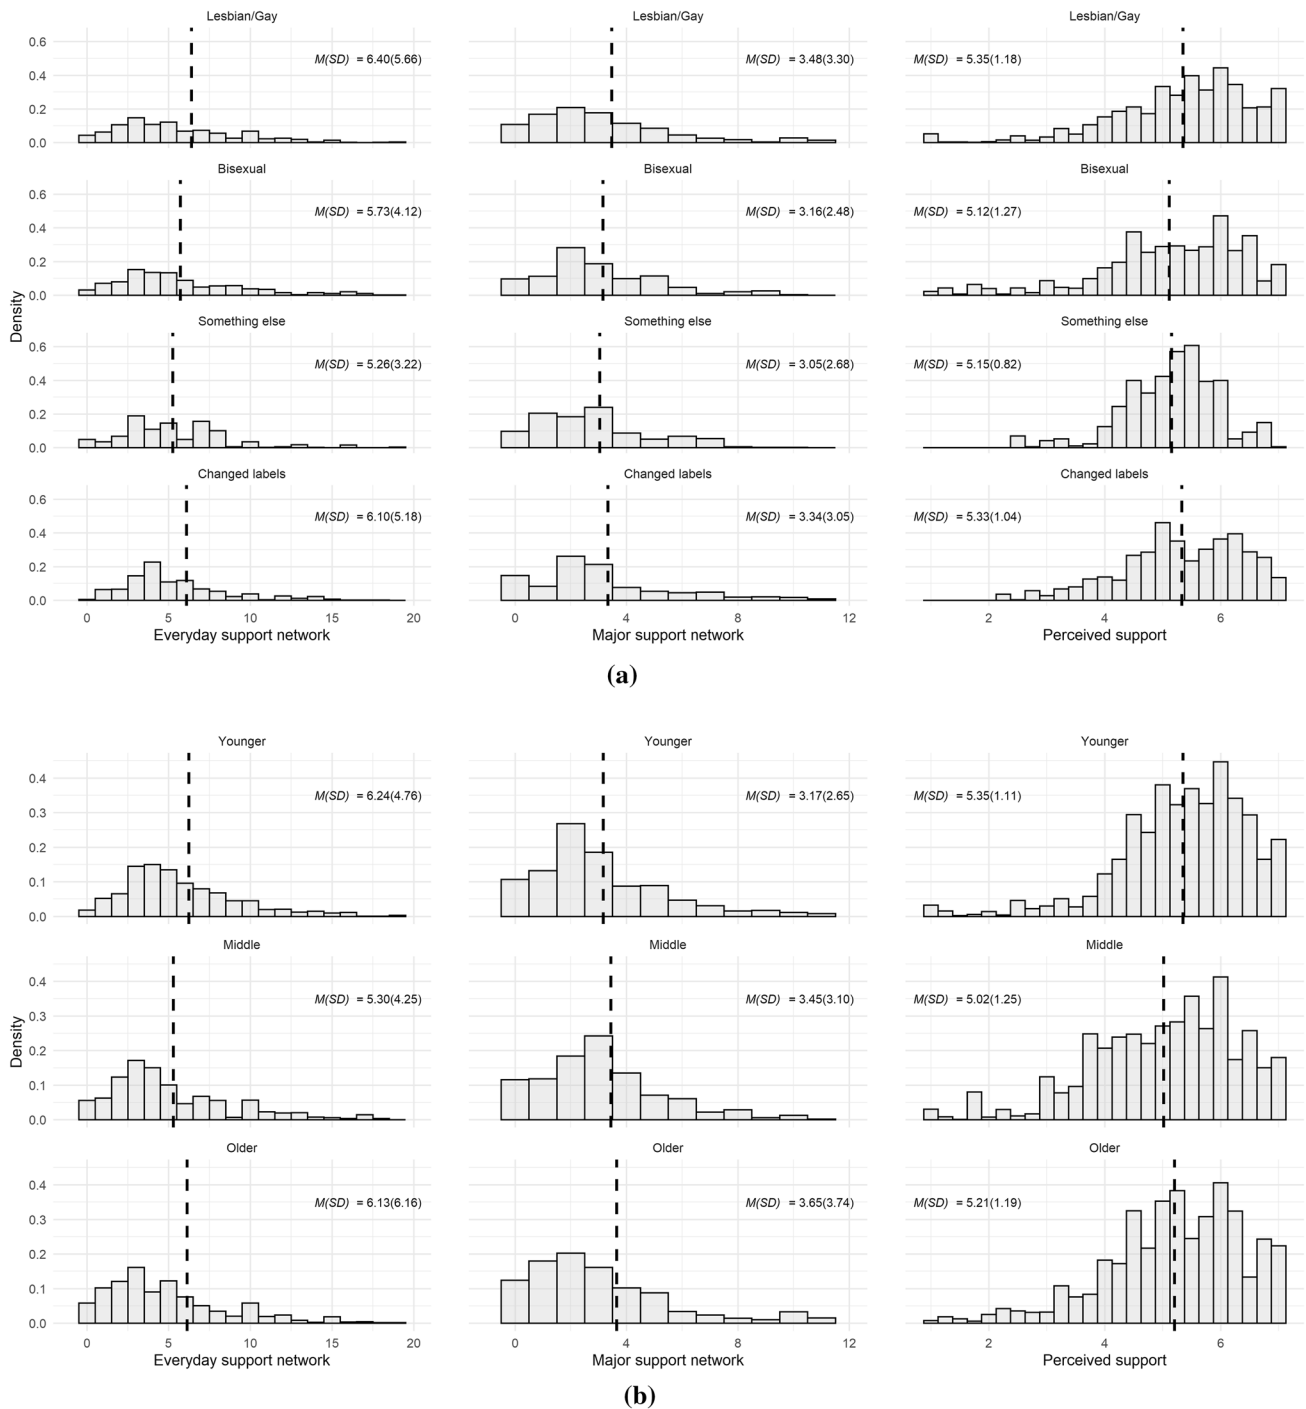 Lesbian/Gay Lesbian/Gay Lesbian/Gay
0.6
M(SD) = 6.40(5.66) M(SD) = 3.48(3.30) M(SD) = 5.35(1.18)
0.4
0.2
0.0
Bisexual Bisexual Bisexual
0.6
M(SD) = 5.73(4.12) M(SD) = 3.16(2.48) M(SD) = 5.12(1.27)
0.4
0.2
0.0
Density
Something else Something else Something else
0.6
M(SD) = 5.26(3.22) M(SD) = 3.05(2.68) M(SD) = 5.15(0.82)
0.4
0.2
0.0
Changed labels Changed labels Changed labels
0.6
M(SD) = 6.10(5.18) M(SD) = 3.34(3.05) M(SD) = 5.33(1.04)
0.4
0.2
0.0
0 5 10 15 20 0 4 8 12 2 4 6
Everyday support network Major support network Perceived support
(a)
Younger Younger Younger
0.4
M(SD) = 6.24(4.76) M(SD) = 3.17(2.65) M(SD) = 5.35(1.11)
0.3
0.2
0.1
0.0
Middle Middle Middle
0.4
M(SD) = 5.30(4.25) M(SD) = 3.45(3.10) M(SD) = 5.02(1.25)
0.3
Density
0.2
0.1
0.0
Older Older Older
0.4
M(SD) = 6.13(6.16) M(SD) = 3.65(3.74) M(SD) = 5.21(1.19)
0.3
0.2
0.1
0.0
0 5 10 15 20 0 4 8 12 2 4 6
Everyday support network Major support network Perceived support
(b)